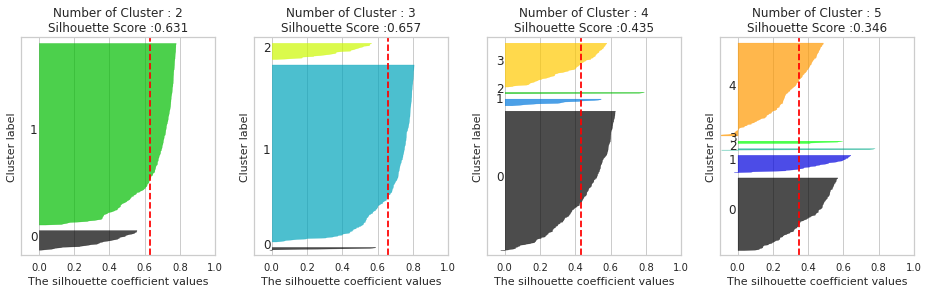 Number of Cluster : 2
Silhouette Score :0.631
Cluster label
1
0
0.0 0.2 0.4 0.6 0.8 1.0
The silhouette coefficient values
Number of Cluster : 3
Silhouette Score :0.657
Cluster label
2
1
0
0.0 0.2 0.4 0.6 0.8 1.0
The silhouette coefficient values
Number of Cluster : 4
Silhouette Score :0.435
Cluster label
3
2
1
0
0.0 0.2 0.4 0.6 0.8 1.0
The silhouette coefficient values
Number of Cluster : 5
Silhouette Score :0.346
Cluster label
4
3
2
1
0
0.0 0.2 0.4 0.6 0.8 1.0
The silhouette coefficient values